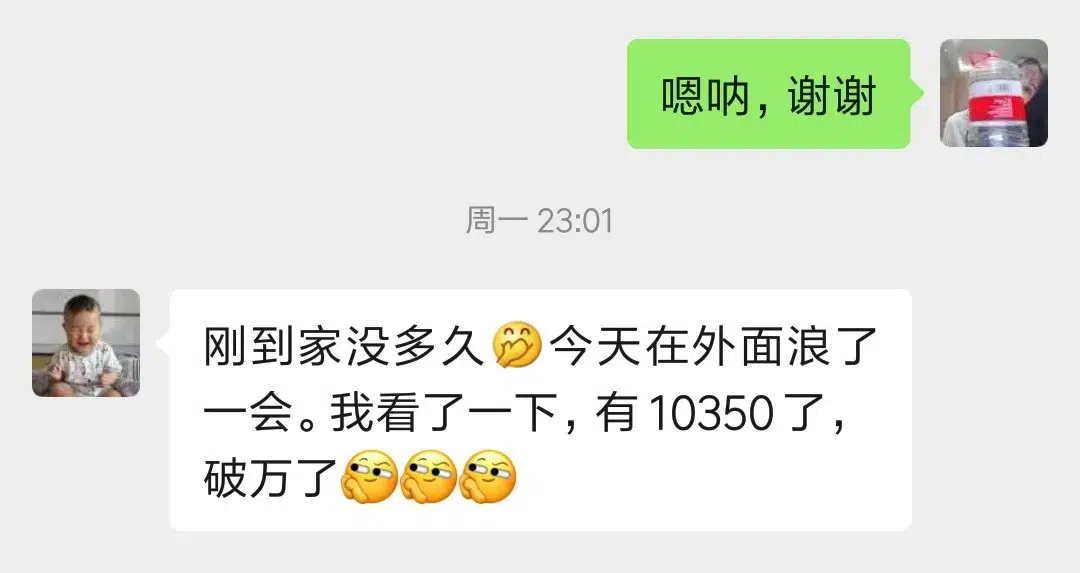 嗯呐，谢谢
周一 23:01
刚到家没多久🤭今天在外面浪了
一会。我看了一下，有10350了，
破万了